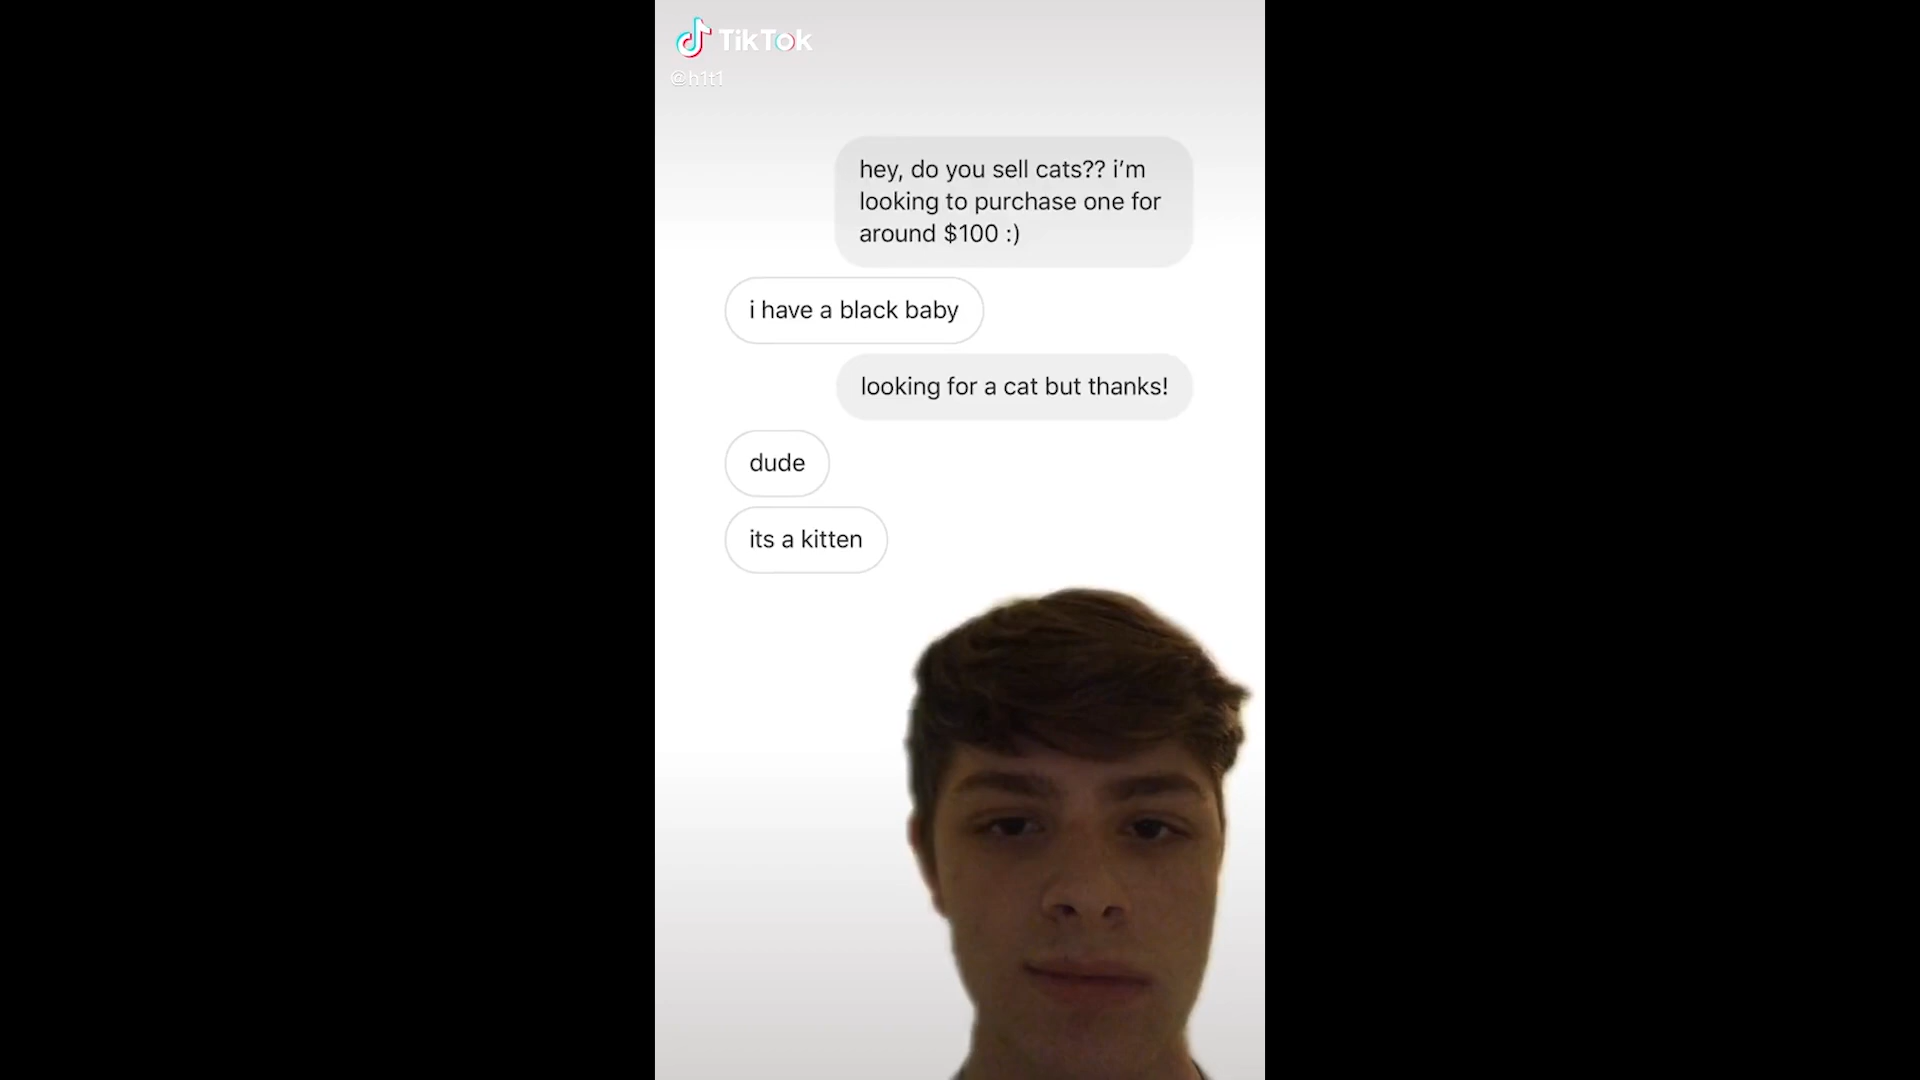 TikTok
@h1t1
hey, do you sell cats?? i’m
looking to purchase one for
around $100 :)
i have a black baby
looking for a cat but thanks!
dude
its a kitten